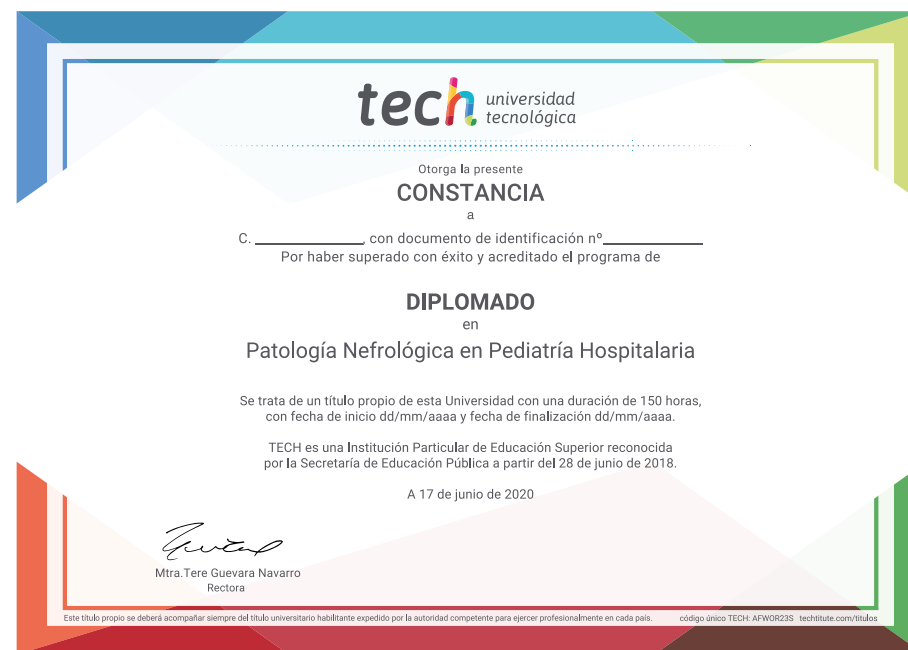 tech universidad
tecnológica
Otorga la presente
CONSTANCIA
a
C. ____________, con documento de identificación nº____________
Por haber superado con éxito y acreditado el programa de
DIPLOMADO
en
Patología Nefrológica en Pediatría Hospitalaria
Se trata de un título propio de esta Universidad con una duración de 150 horas,
con fecha de inicio dd/mm/aaaa y fecha de finalización dd/mm/aaaa.
TECH es una Institución Particular de Educación Superior reconocida
por la Secretaría de Educación Pública a partir del 28 de junio de 2018.
A 17 de junio de 2020
Mtra.Tere Guevara Navarro
Rectora
Este título propio se deberá acompañar siempre del título universitario habilitante expedido por la autoridad competente para ejercer profesionalmente en cada país. código único TECH: AFWOR23S techtitute.com/titulos